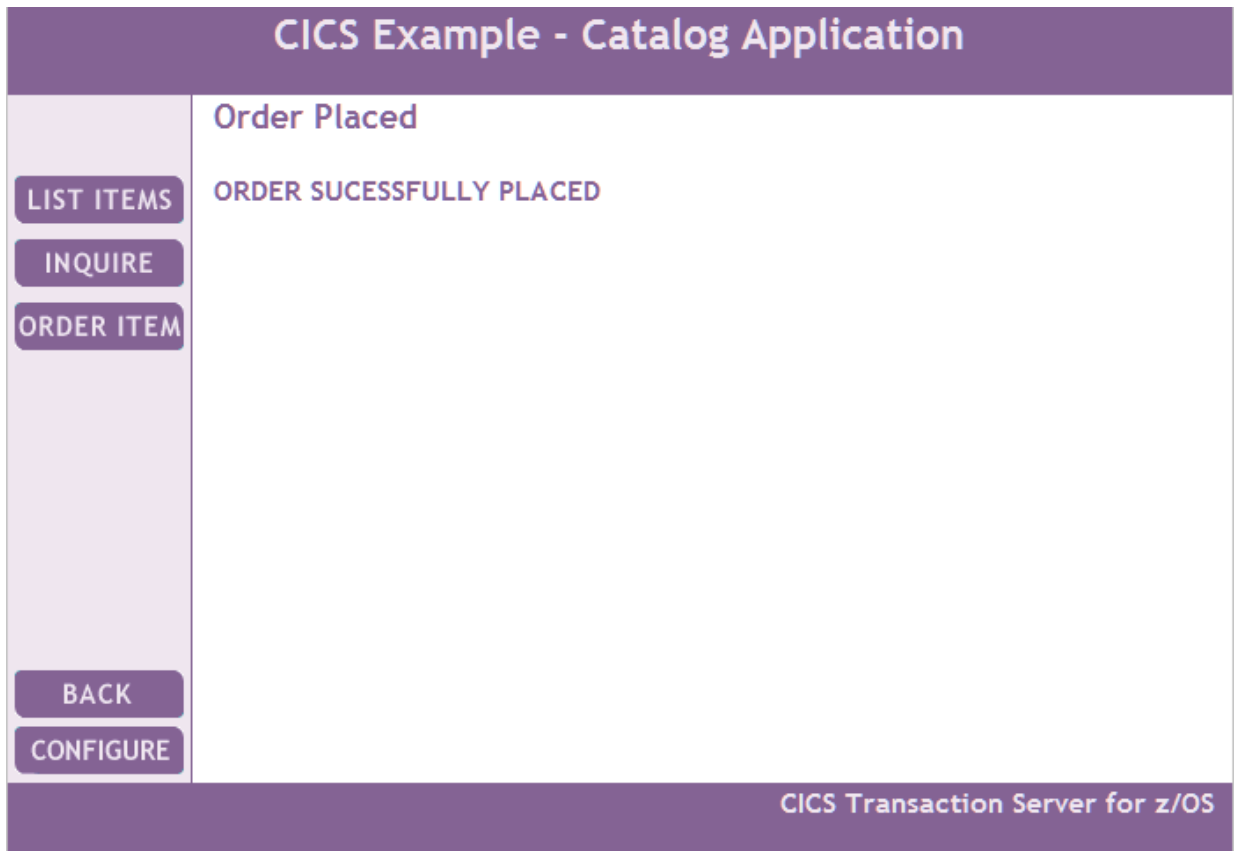 CICS Example - Catalog Application
Order Placed
ORDER SUCESSFULLY PLACED
LIST ITEMS
INQUIRE
ORDER ITEM
BACK
CONFIGURE
CICS Transaction Server for z/OS